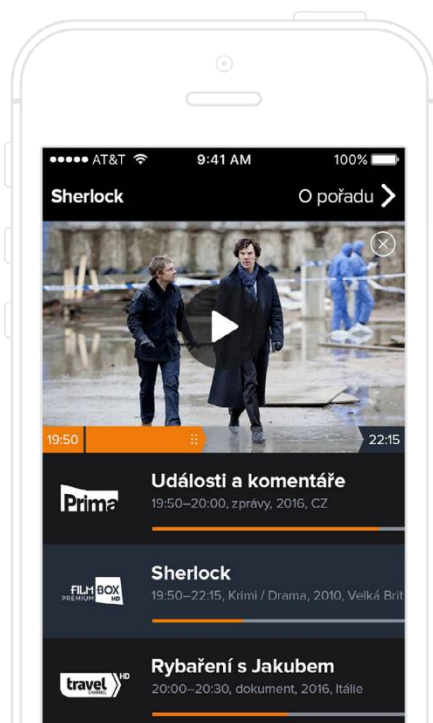 AT&T 9:41 AM 100%
Sherlock O pořadu
19:50 22:15
Prima
Události a komentáře
19:50–20:00, zprávy, 2016, CZ
FILM BOX
PREMIUM HD
Sherlock
19:50–22:15, Krimi / Drama, 2010, Velká Brit
travel HD
CHANNEL
Rybaření s Jakubem
20:00–20:30, dokument, 2016, Itálie